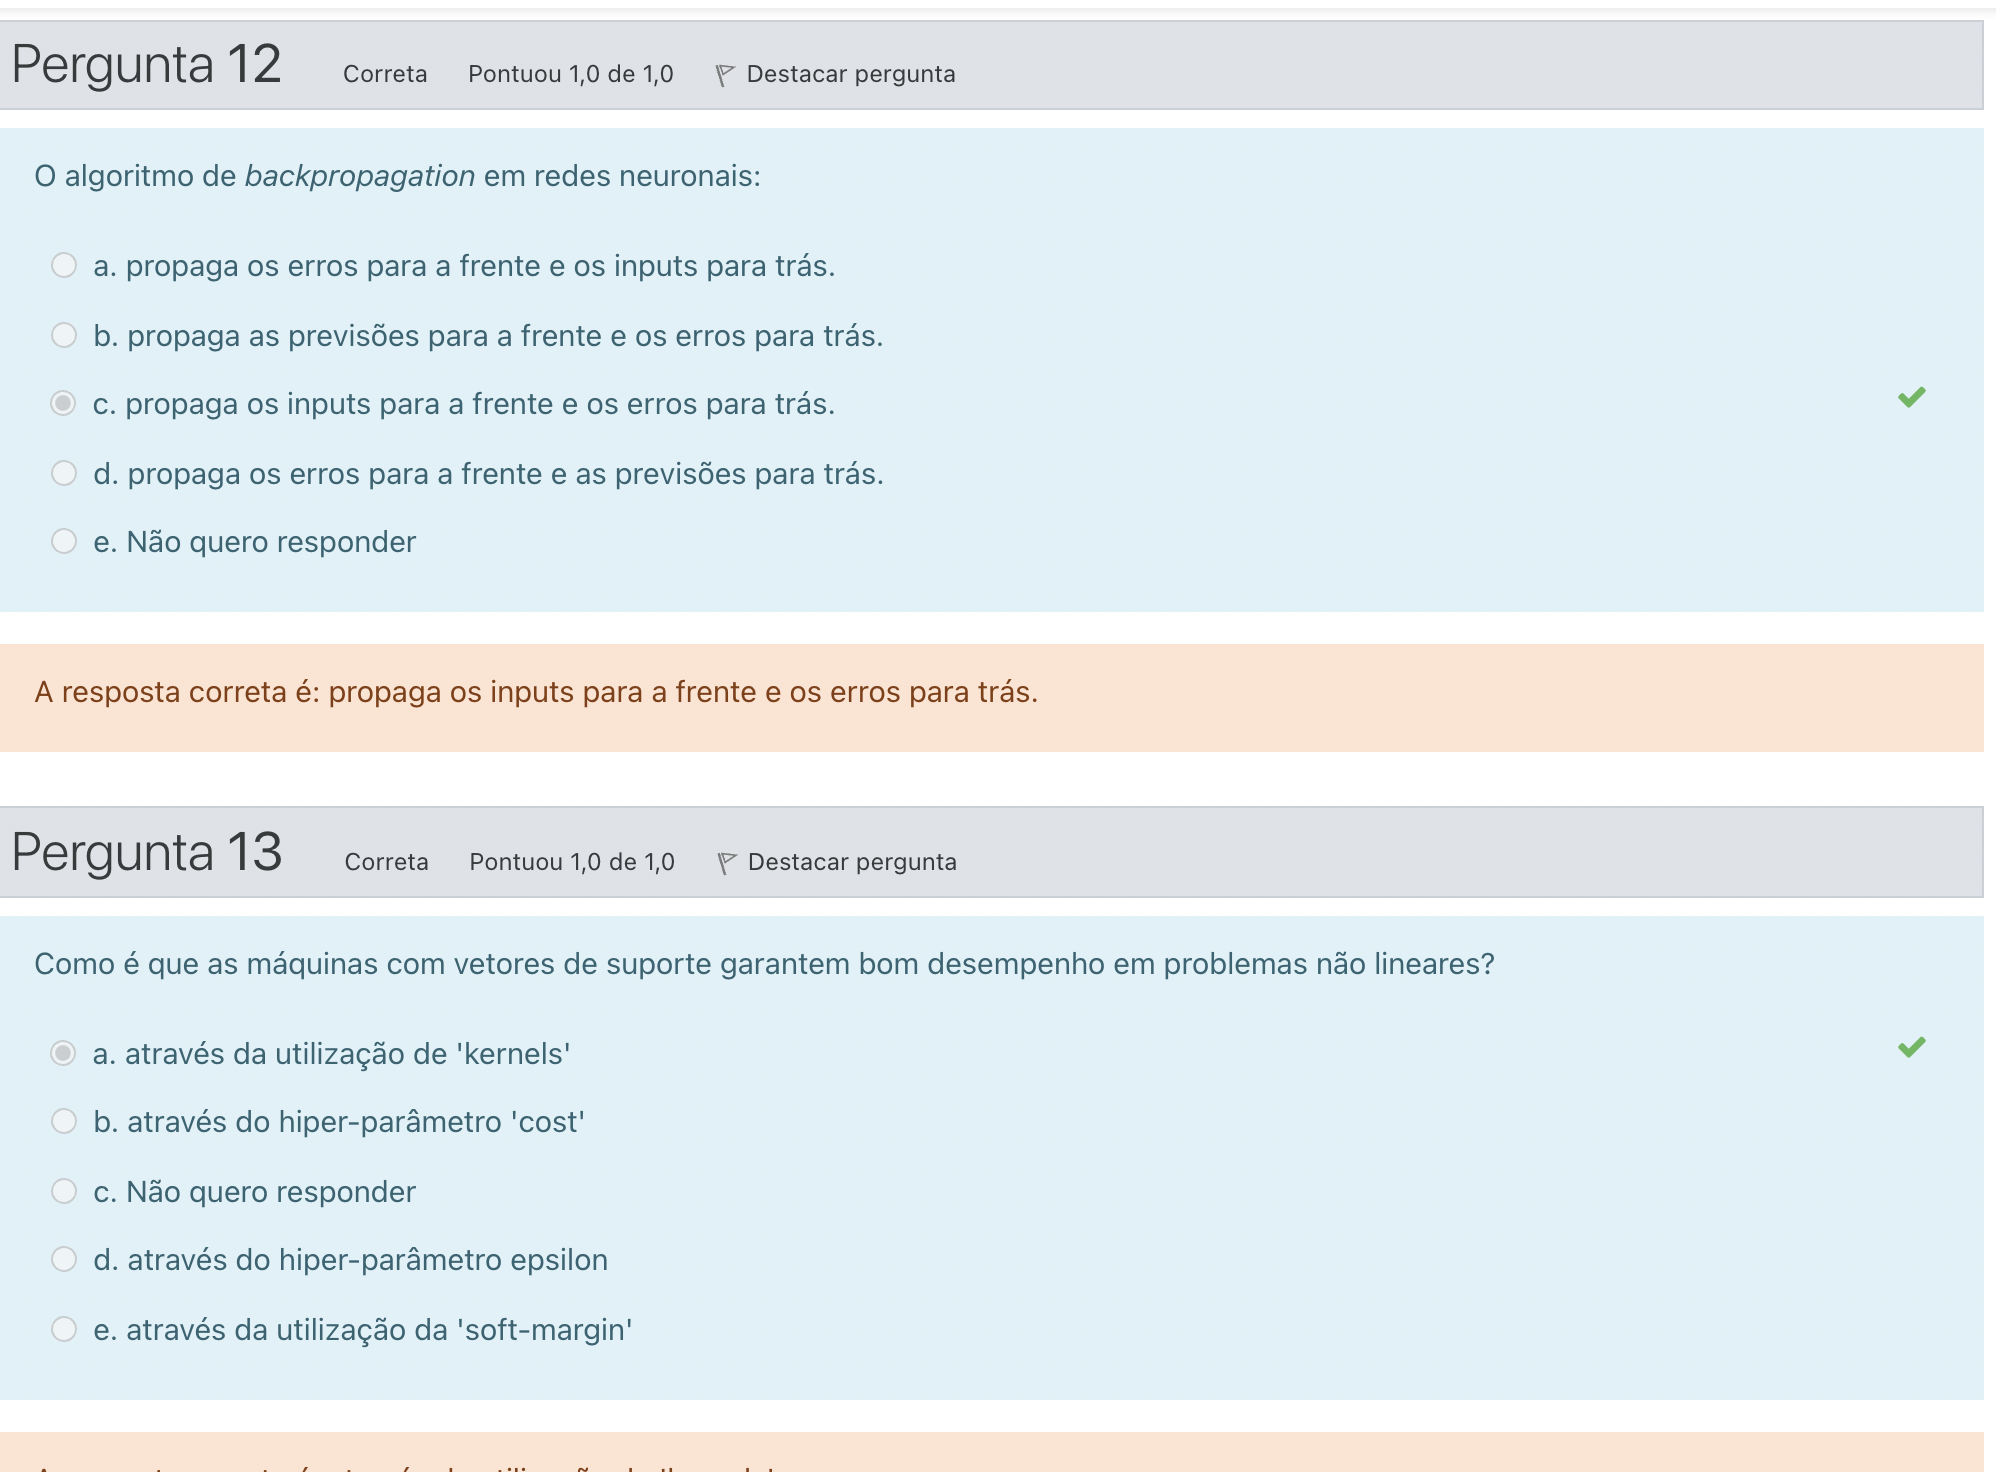 Pergunta 12 Correta Pontuou 1,0 de 1,0 Destacar pergunta
O algoritmo de backpropagation em redes neuronais:
a. propaga os erros para a frente e os inputs para trás.
b. propaga as previsões para a frente e os erros para trás.
c. propaga os inputs para a frente e os erros para trás.
d. propaga os erros para a frente e as previsões para trás.
e. Não quero responder
A resposta correta é: propaga os inputs para a frente e os erros para trás.
Pergunta 13 Correta Pontuou 1,0 de 1,0 Destacar pergunta
Como é que as máquinas com vetores de suporte garantem bom desempenho em problemas não lineares?
a. através da utilização de 'kernels'
b. através do hiper-parâmetro 'cost'
c. Não quero responder
d. através do hiper-parâmetro epsilon
e. através da utilização da 'soft-margin'